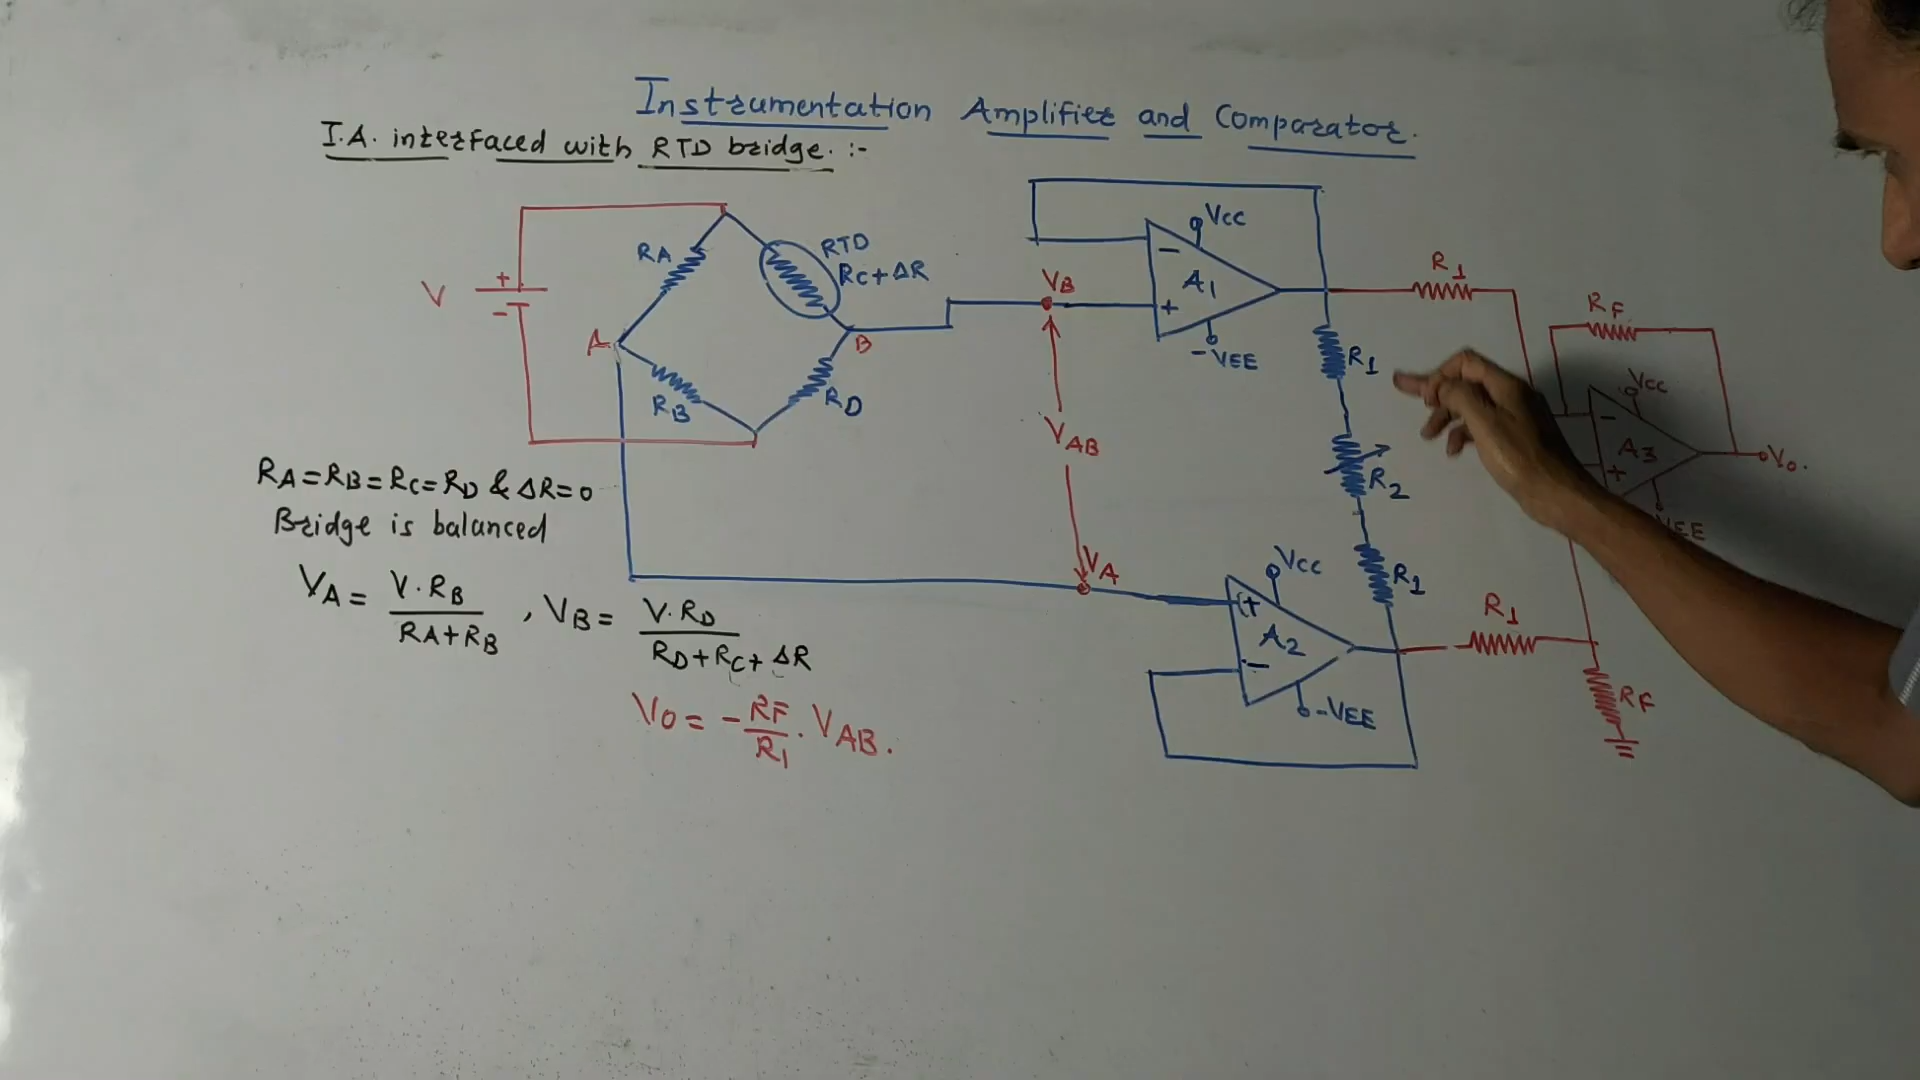 Instrumentation Amplifier and Comparator.
I.A. interfaced with RTD bridge. :-
V
+
-
RA
RTD
RC + ΔR
A
B
RB
RD
VB
VAB
VA
-
A1
+
VCC
-VEE
R1
R1
R2
R1
+
A2
-
VCC
-VEE
R1
RF
RF
-
A3
+
VCC
VEE
Vo.
RA = RB = RC = RD & ΔR = 0
Bridge is balanced
VA = V·RB / RA + RB , VB = V·RD / RD + RC + ΔR
VO = - RF / R1 · VAB.